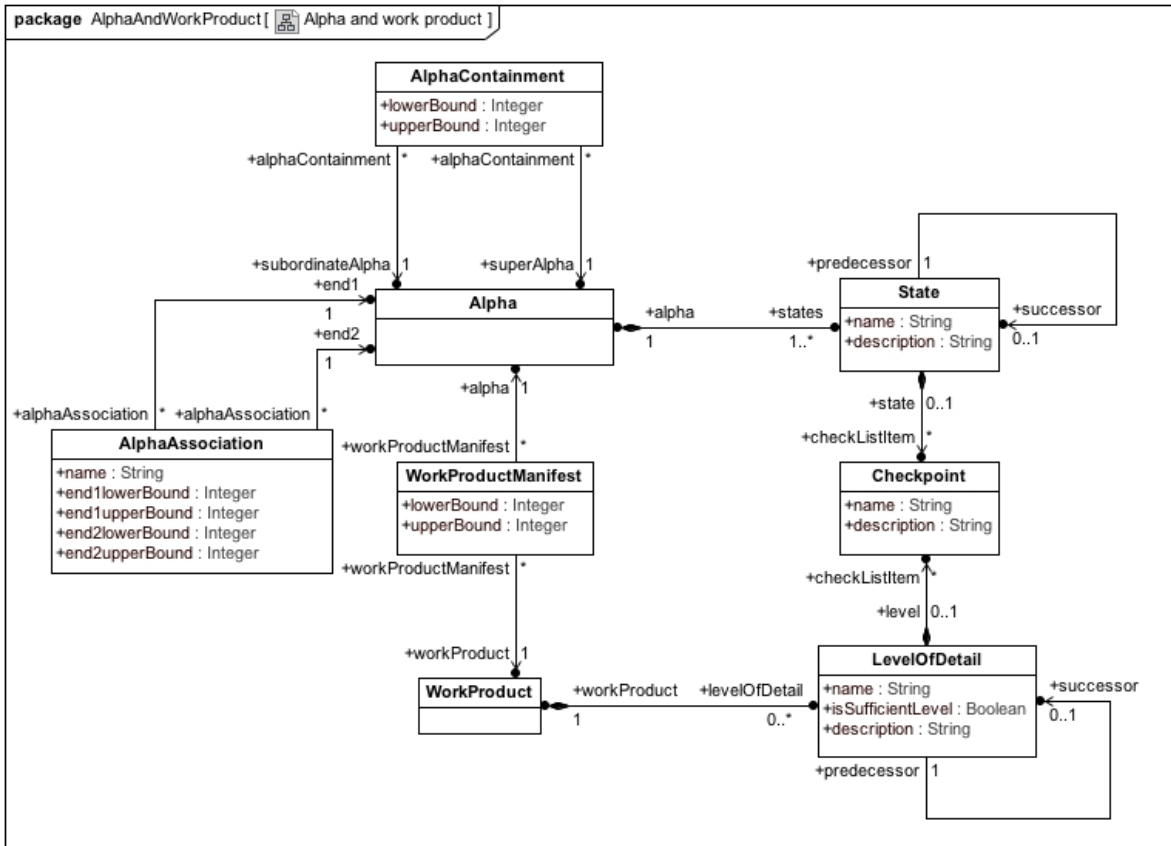 package AlphaAndWorkProduct[ Alpha and work product ]
AlphaContainment
+lowerBound : Integer
+upperBound : Integer
+alphaContainment * +alphaContainment *
+subordinateAlpha 1 +superAlpha 1
+end1
1
+end2
1
Alpha
+alpha +states
1 1..*
+predecessor 1
State
+name : String
+description : String
+successor
0..1
+state 0..1
+checkListItem *
+alpha 1
+alphaAssociation * +alphaAssociation *
AlphaAssociation
+name : String
+end1lowerBound : Integer
+end1upperBound : Integer
+end2lowerBound : Integer
+end2upperBound : Integer
+workProductManifest *
WorkProductManifest
+lowerBound : Integer
+upperBound : Integer
+workProductManifest *
Checkpoint
+name : String
+description : String
+checkListItem *
+level 0..1
+workProduct 1
WorkProduct
+workProduct +levelOfDetail
1 0..*
LevelOfDetail
+name : String
+isSufficientLevel : Boolean
+description : String
+successor
0..1
+predecessor 1